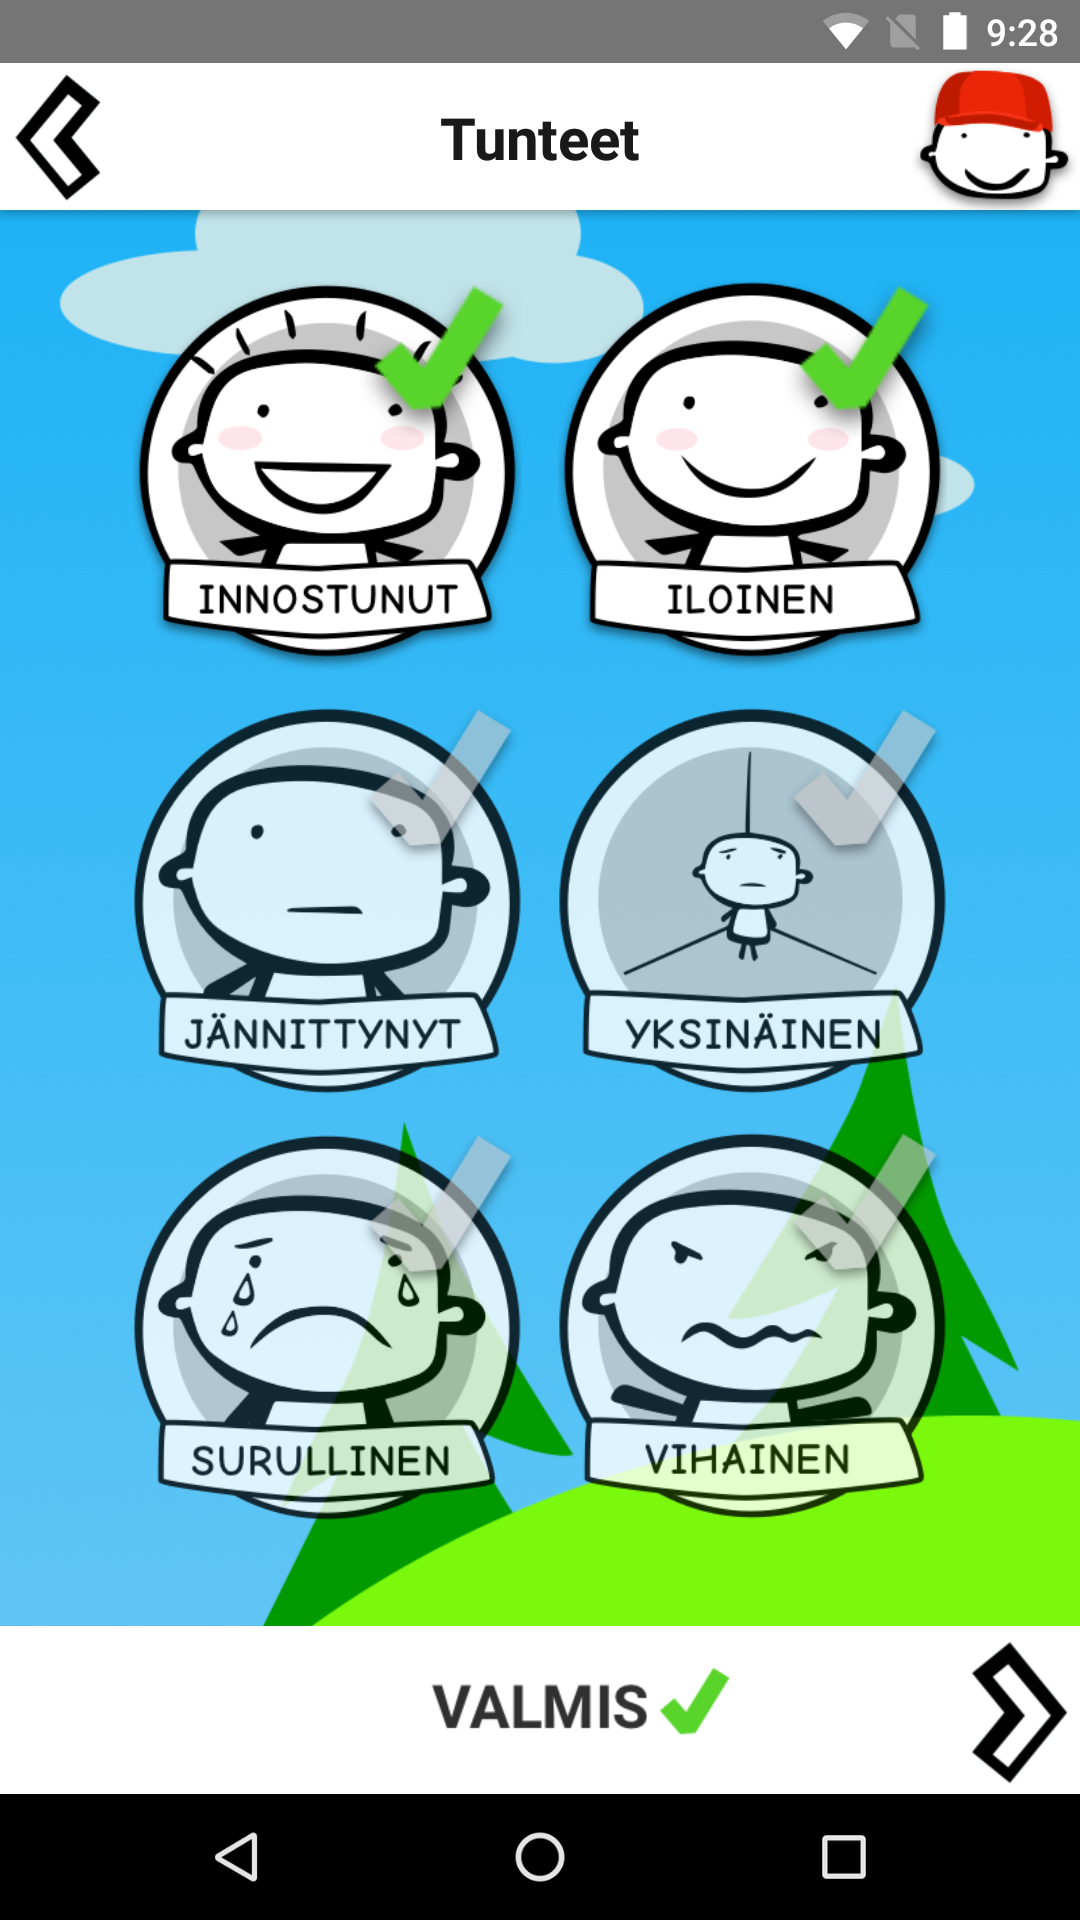 9:28
Tunteet
INNOSTUNUT
ILOINEN
JÄNNITTYNYT
YKSINÄINEN
SURULLINEN
VIHAINEN
VALMIS